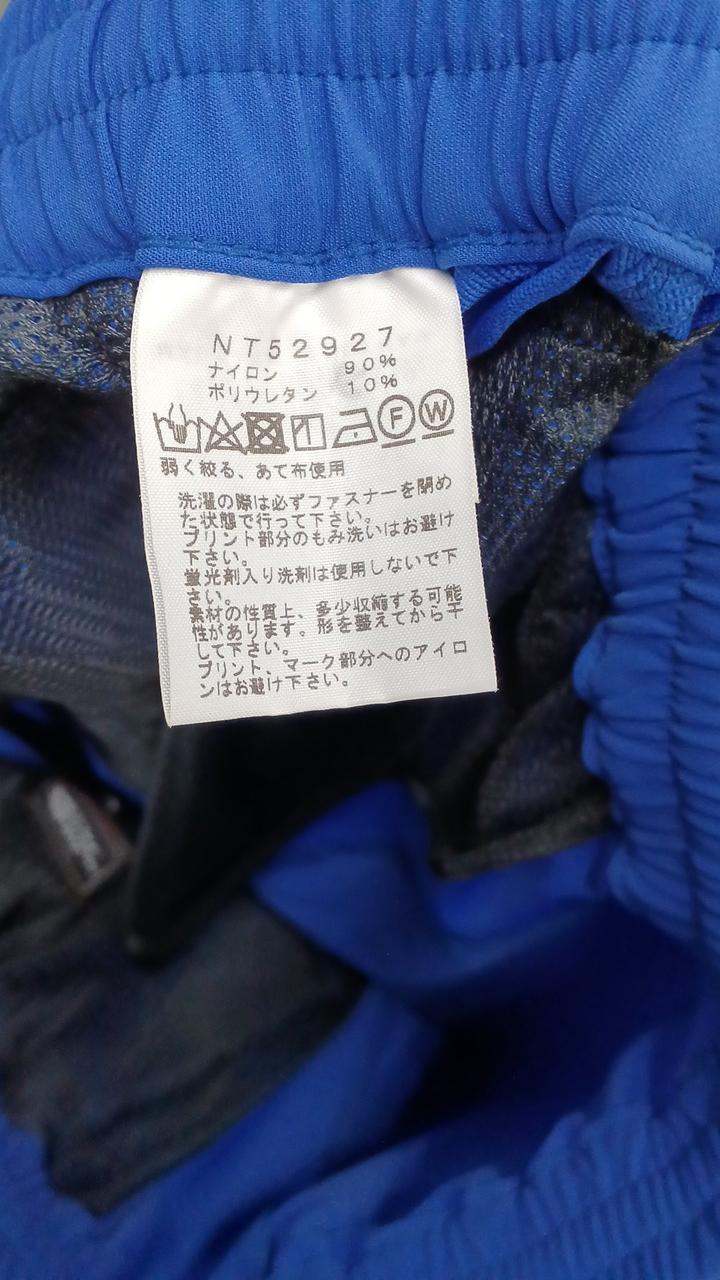 NT52927
ナイロン 90%
ポリウレタン 10%
F W
弱く絞る、あて布使用
洗濯の際は必ずファスナーを閉め
た状態で行って下さい。
プリント部分のもみ洗いはお避け
下さい。
蛍光剤入り洗剤は使用しないで下
さい。
素材の性質上、多少収縮する可能
性があります。形を整えてから干
して下さい。
プリント、マーク部分へのアイロ
ンはお避け下さい。